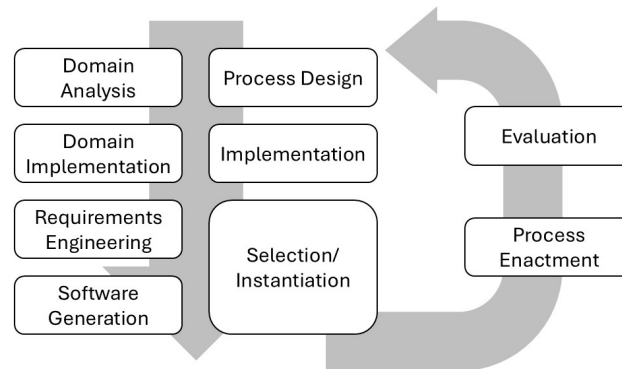 Domain
Analysis
Process Design
Domain
Implementation
Implementation
Requirements
Engineering
Selection/
Instantiation
Software
Generation
Evaluation
Process
Enactment